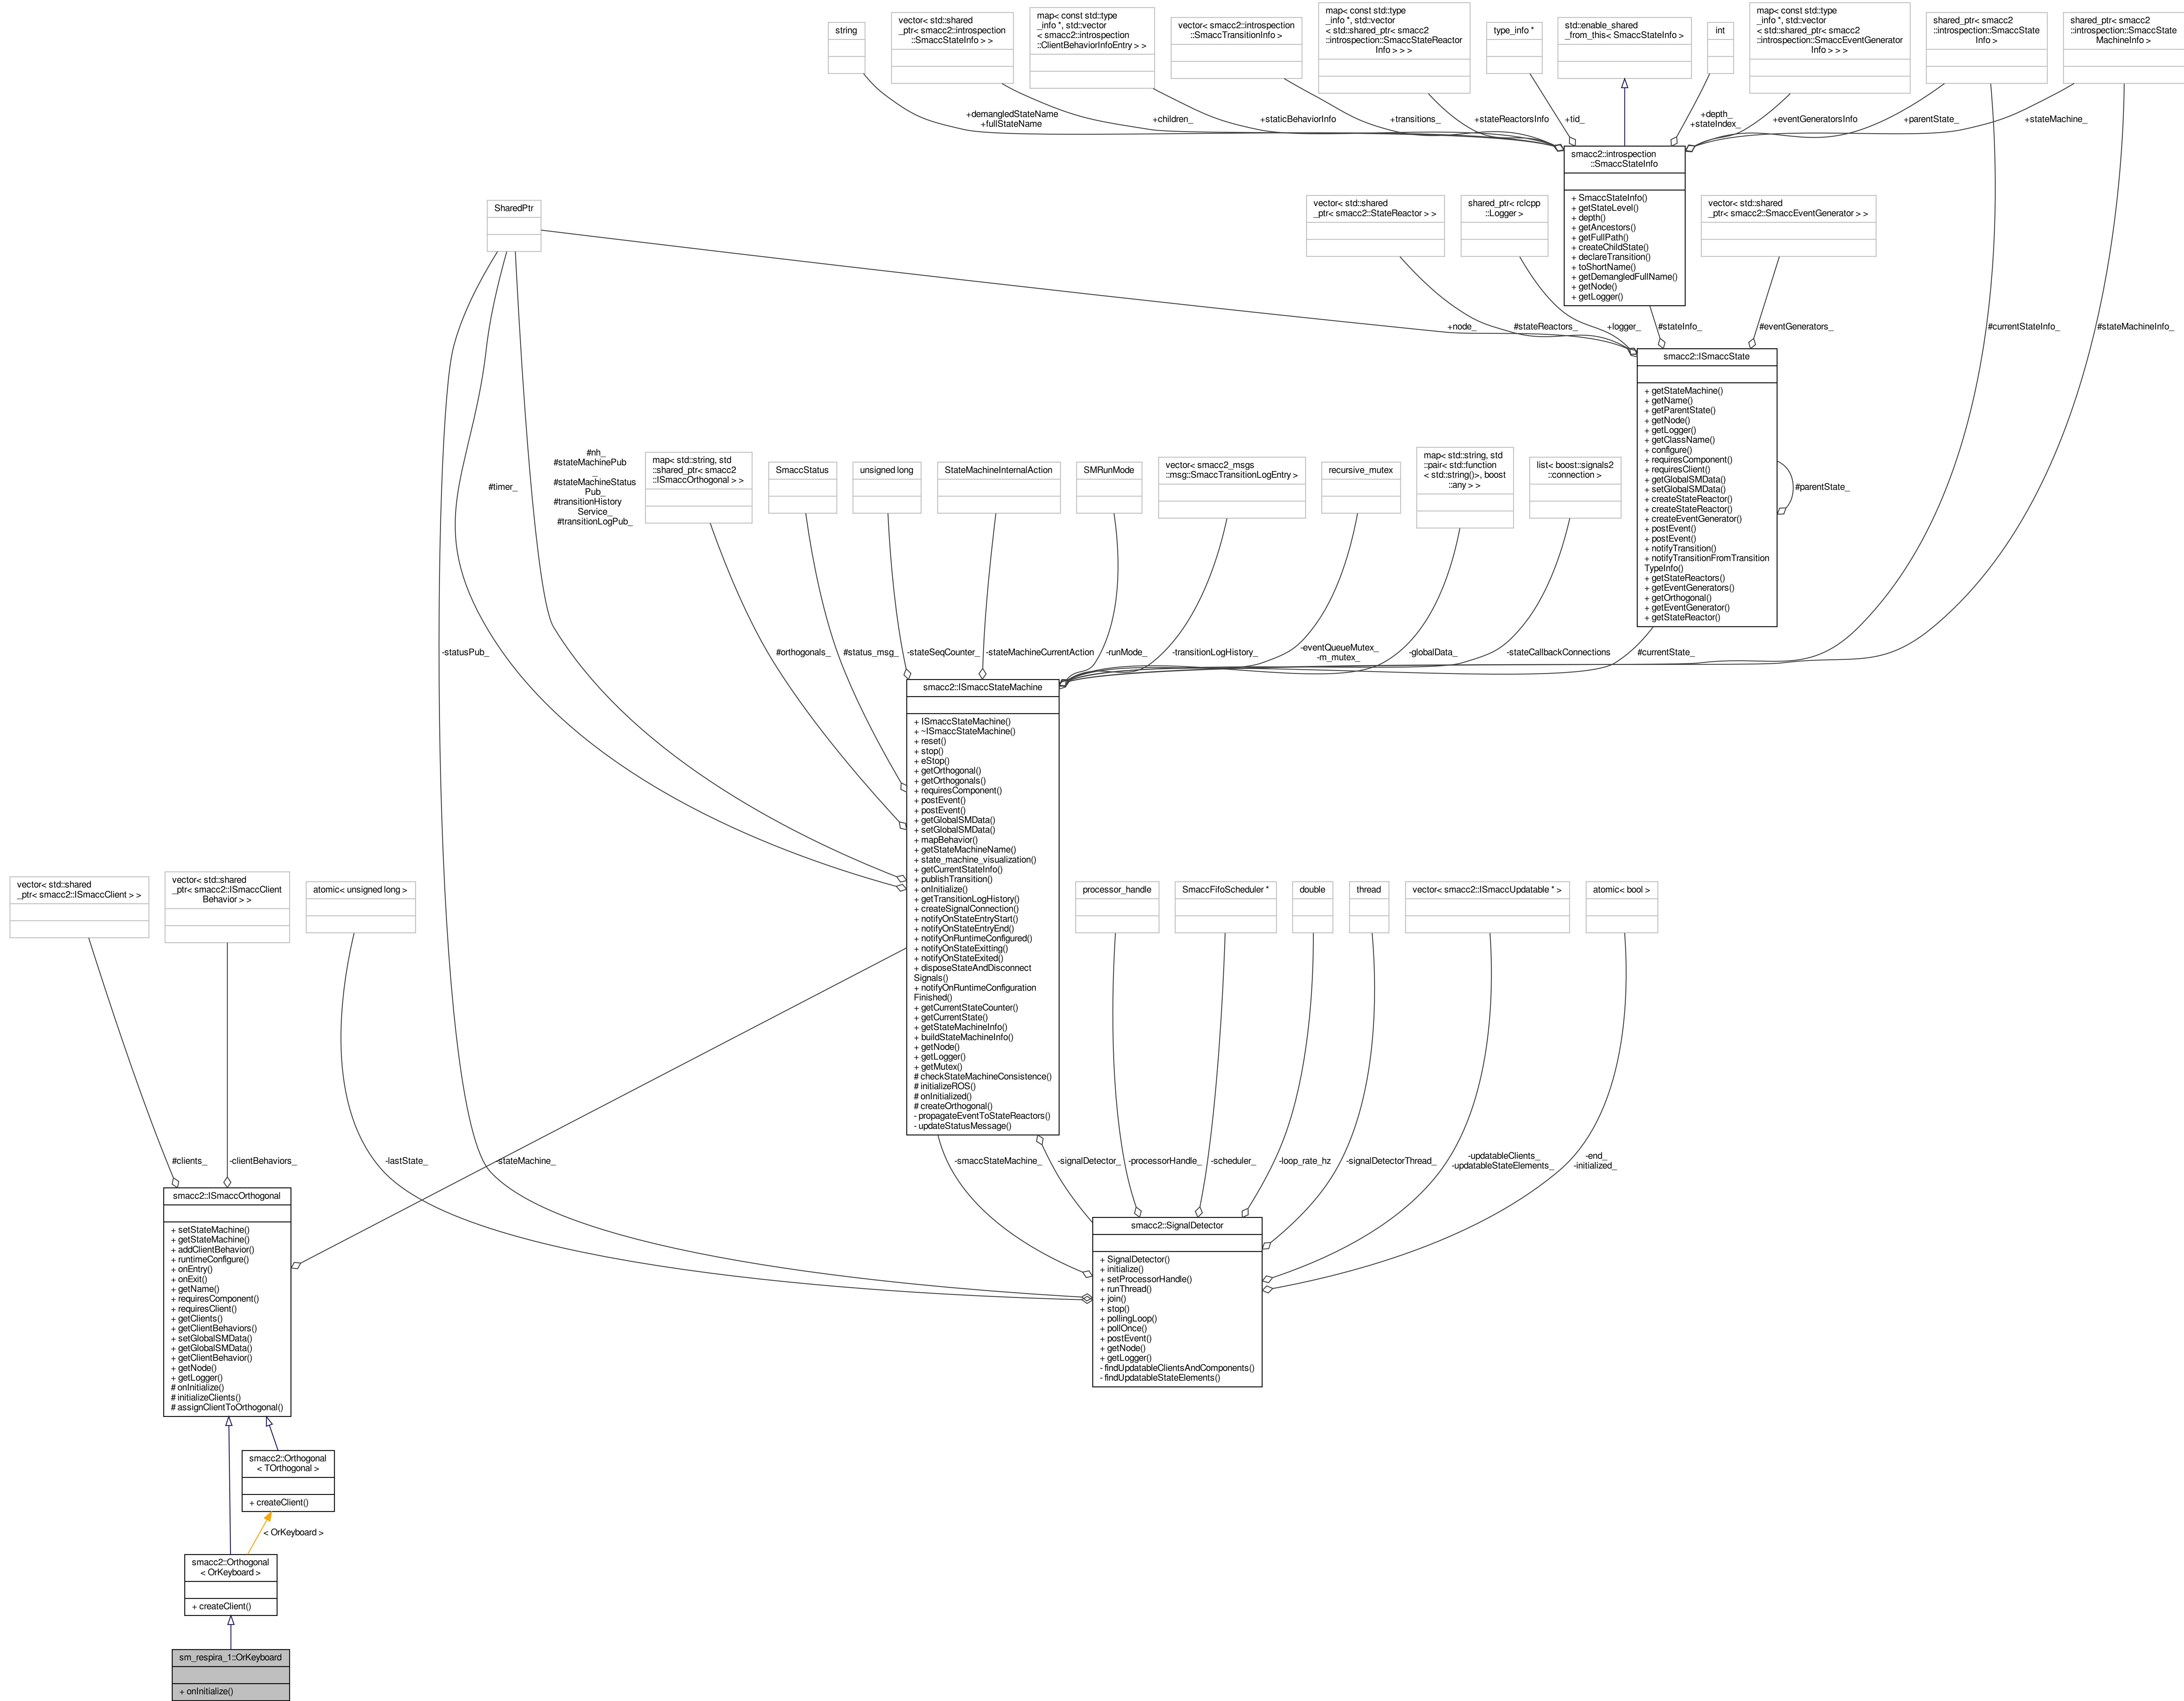 string
vector< std::shared
_ptr< smacc2::introspection
::SmaccStateInfo > >
map< const std::type
_info *, std::vector
< smacc2::introspection
::ClientBehaviorInfoEntry > >
vector< smacc2::introspection
::SmaccTransitionInfo >
map< const std::type
_info *, std::vector
< std::shared_ptr< smacc2
::introspection::SmaccStateReactor
Info > > >
type_info *
std::enable_shared
_from_this< SmaccStateInfo >
int
map< const std::type
_info *, std::vector
< std::shared_ptr< smacc2
::introspection::SmaccEventGenerator
Info > > >
shared_ptr< smacc2
::introspection::SmaccState
Info >
shared_ptr< smacc2
::introspection::SmaccState
MachineInfo >
+demangledStateName
+fullStateName
+children_
+staticBehaviorInfo
+transitions_
+stateReactorsInfo
+tid_
+depth_
+stateIndex_
+eventGeneratorsInfo
+parentState_
+stateMachine_
smacc2::introspection
::SmaccStateInfo
+ SmaccStateInfo()
+ getStateLevel()
+ depth()
+ getAncestors()
+ getFullPath()
+ createChildState()
+ declareTransition()
+ toShortName()
+ getDemangledFullName()
+ getNode()
+ getLogger()
SharedPtr
vector< std::shared
_ptr< smacc2::StateReactor > >
shared_ptr< rclcpp
::Logger >
vector< std::shared
_ptr< smacc2::SmaccEventGenerator > >
+node_
#stateReactors_
+logger_
#stateInfo_
#eventGenerators_
#currentStateInfo_
#stateMachineInfo_
smacc2::ISmaccState
+ getStateMachine()
+ getName()
+ getParentState()
+ getNode()
+ getLogger()
+ getClassName()
+ configure()
+ requiresComponent()
+ requiresClient()
+ getGlobalSMData()
+ setGlobalSMData()
+ createStateReactor()
+ createStateReactor()
+ createEventGenerator()
+ postEvent()
+ postEvent()
+ notifyTransition()
+ notifyTransitionFromTransition
TypeInfo()
+ getStateReactors()
+ getEventGenerators()
+ getOrthogonal()
+ getEventGenerator()
+ getStateReactor()
#parentState_
#timer_
#nh_
#stateMachinePub
_
#stateMachineStatus
Pub_
#transitionHistory
Service_
#transitionLogPub_
map< std::string, std
::shared_ptr< smacc2
::ISmaccOrthogonal > >
SmaccStatus
unsigned long
StateMachineInternalAction
SMRunMode
vector< smacc2_msgs
::msg::SmaccTransitionLogEntry >
recursive_mutex
map< std::string, std
::pair< std::function
< std::string()>, boost
::any > >
list< boost::signals2
::connection >
-statusPub_
#orthogonals_
#status_msg_
-stateSeqCounter_
-stateMachineCurrentAction
-runMode_
-transitionLogHistory_
-eventQueueMutex_
-m_mutex_
-globalData_
-stateCallbackConnections
#currentState_
smacc2::ISmaccStateMachine
+ ISmaccStateMachine()
+ ~ISmaccStateMachine()
+ reset()
+ stop()
+ eStop()
+ getOrthogonal()
+ getOrthogonals()
+ requiresComponent()
+ postEvent()
+ postEvent()
+ getGlobalSMData()
+ setGlobalSMData()
+ mapBehavior()
+ getStateMachineName()
+ state_machine_visualization()
+ getCurrentStateInfo()
+ publishTransition()
+ onInitialize()
+ getTransitionLogHistory()
+ createSignalConnection()
+ notifyOnStateEntryStart()
+ notifyOnStateEntryEnd()
+ notifyOnRuntimeConfigured()
+ notifyOnStateExitting()
+ notifyOnStateExited()
+ disposeStateAndDisconnect
Signals()
+ notifyOnRuntimeConfiguration
Finished()
+ getCurrentStateCounter()
+ getCurrentState()
+ getStateMachineInfo()
+ buildStateMachineInfo()
+ getNode()
+ getLogger()
+ getMutex()
# checkStateMachineConsistence()
# initializeROS()
# onInitialized()
# createOrthogonal()
- propagateEventToStateReactors()
- updateStatusMessage()
vector< std::shared
_ptr< smacc2::ISmaccClient > >
vector< std::shared
_ptr< smacc2::ISmaccClient
Behavior > >
atomic< unsigned long >
processor_handle
SmaccFifoScheduler *
double
thread
vector< smacc2::ISmaccUpdatable * >
atomic< bool >
#clients_
-clientBehaviors_
-lastState_
-stateMachine_
-smaccStateMachine_
-signalDetector_
-processorHandle_
-scheduler_
-loop_rate_hz
-signalDetectorThread_
-updatableClients_
-updatableStateElements_
-end_
-initialized_
smacc2::ISmaccOrthogonal
+ setStateMachine()
+ getStateMachine()
+ addClientBehavior()
+ runtimeConfigure()
+ onEntry()
+ onExit()
+ getName()
+ requiresComponent()
+ requiresClient()
+ getClients()
+ getClientBehaviors()
+ setGlobalSMData()
+ getGlobalSMData()
+ getClientBehavior()
+ getNode()
+ getLogger()
# onInitialize()
# initializeClients()
# assignClientToOrthogonal()
smacc2::SignalDetector
+ SignalDetector()
+ initialize()
+ setProcessorHandle()
+ runThread()
+ join()
+ stop()
+ pollingLoop()
+ pollOnce()
+ postEvent()
+ getNode()
+ getLogger()
- findUpdatableClientsAndComponents()
- findUpdatableStateElements()
smacc2::Orthogonal
< TOrthogonal >
+ createClient()
< OrKeyboard >
smacc2::Orthogonal
< OrKeyboard >
+ createClient()
sm_respira_1::OrKeyboard
+ onInitialize()